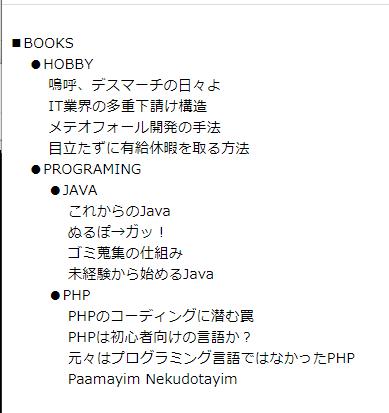 ■BOOKS
●HOBBY
嗚呼、デスマーチの日々よ
IT業界の多重下請け構造
メテオフォール開発の手法
目立たずに有給休暇を取る方法
●PROGRAMING
●JAVA
これからのJava
ぬるぽ→ガッ！
ゴミ蒐集の仕組み
未経験から始めるJava
●PHP
PHPのコーディングに潜む罠
PHPは初心者向けの言語か？
元々はプログラミング言語ではなかったPHP
Paamayim Nekudotayim